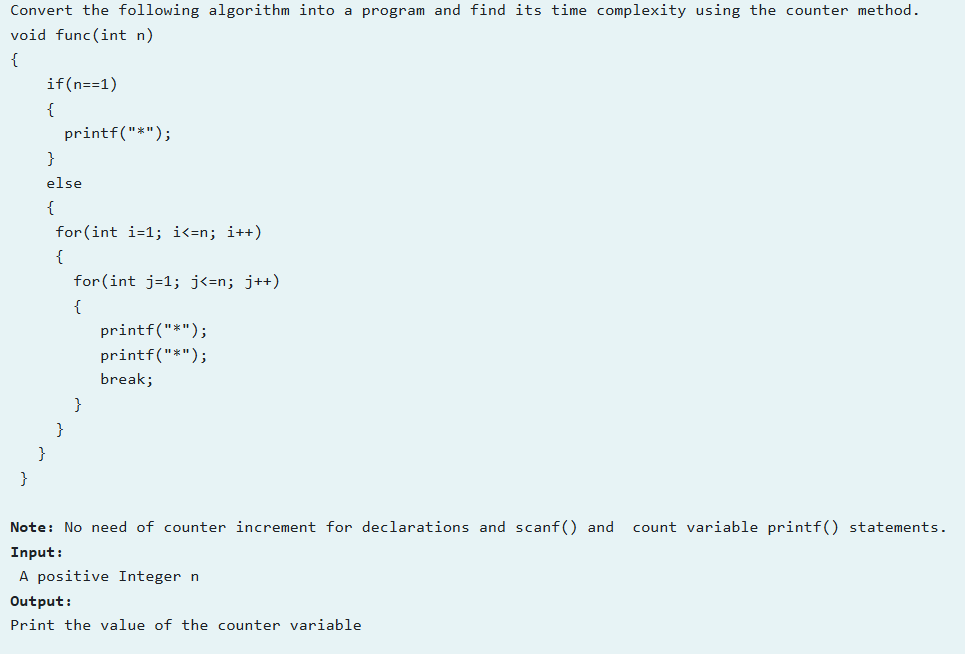 Convert the following algorithm into a program and find its time complexity using the counter method.
void func(int n)
{
    if(n==1)
    {
      printf("*");
    }
    else
    {
     for(int i=1; i<=n; i++)
     {
       for(int j=1; j<=n; j++)
       {
          printf("*");
          printf("*");
          break;
       }
     }
   }
 }
Note: No need of counter increment for declarations and scanf() and  count variable printf() statements.
Input:
 A positive Integer n
Output:
Print the value of the counter variable